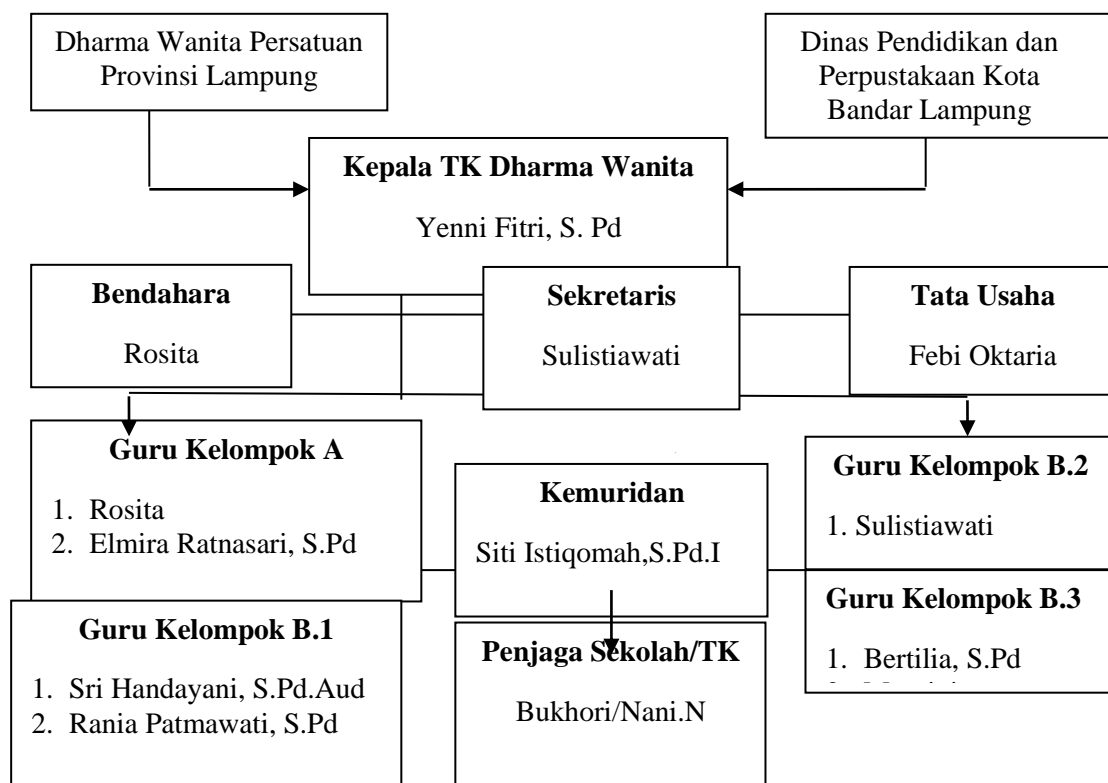 Dharma Wanita Persatuan
Provinsi Lampung
Dinas Pendidikan dan
Perpustakaan Kota
Bandar Lampung
Kepala TK Dharma Wanita
Yenni Fitri, S. Pd
Bendahara
Rosita
Sekretaris
Sulistiawati
Tata Usaha
Febi Oktaria
Guru Kelompok A
1. Rosita
2. Elmira Ratnasari, S.Pd
Kemuridan
Siti Istiqomah,S.Pd.I
Guru Kelompok B.2
1. Sulistiawati
Guru Kelompok B.1
1. Sri Handayani, S.Pd.Aud
2. Rania Patmawati, S.Pd
Penjaga Sekolah/TK
Bukhori/Nani.N
Guru Kelompok B.3
1. Bertilia, S.Pd